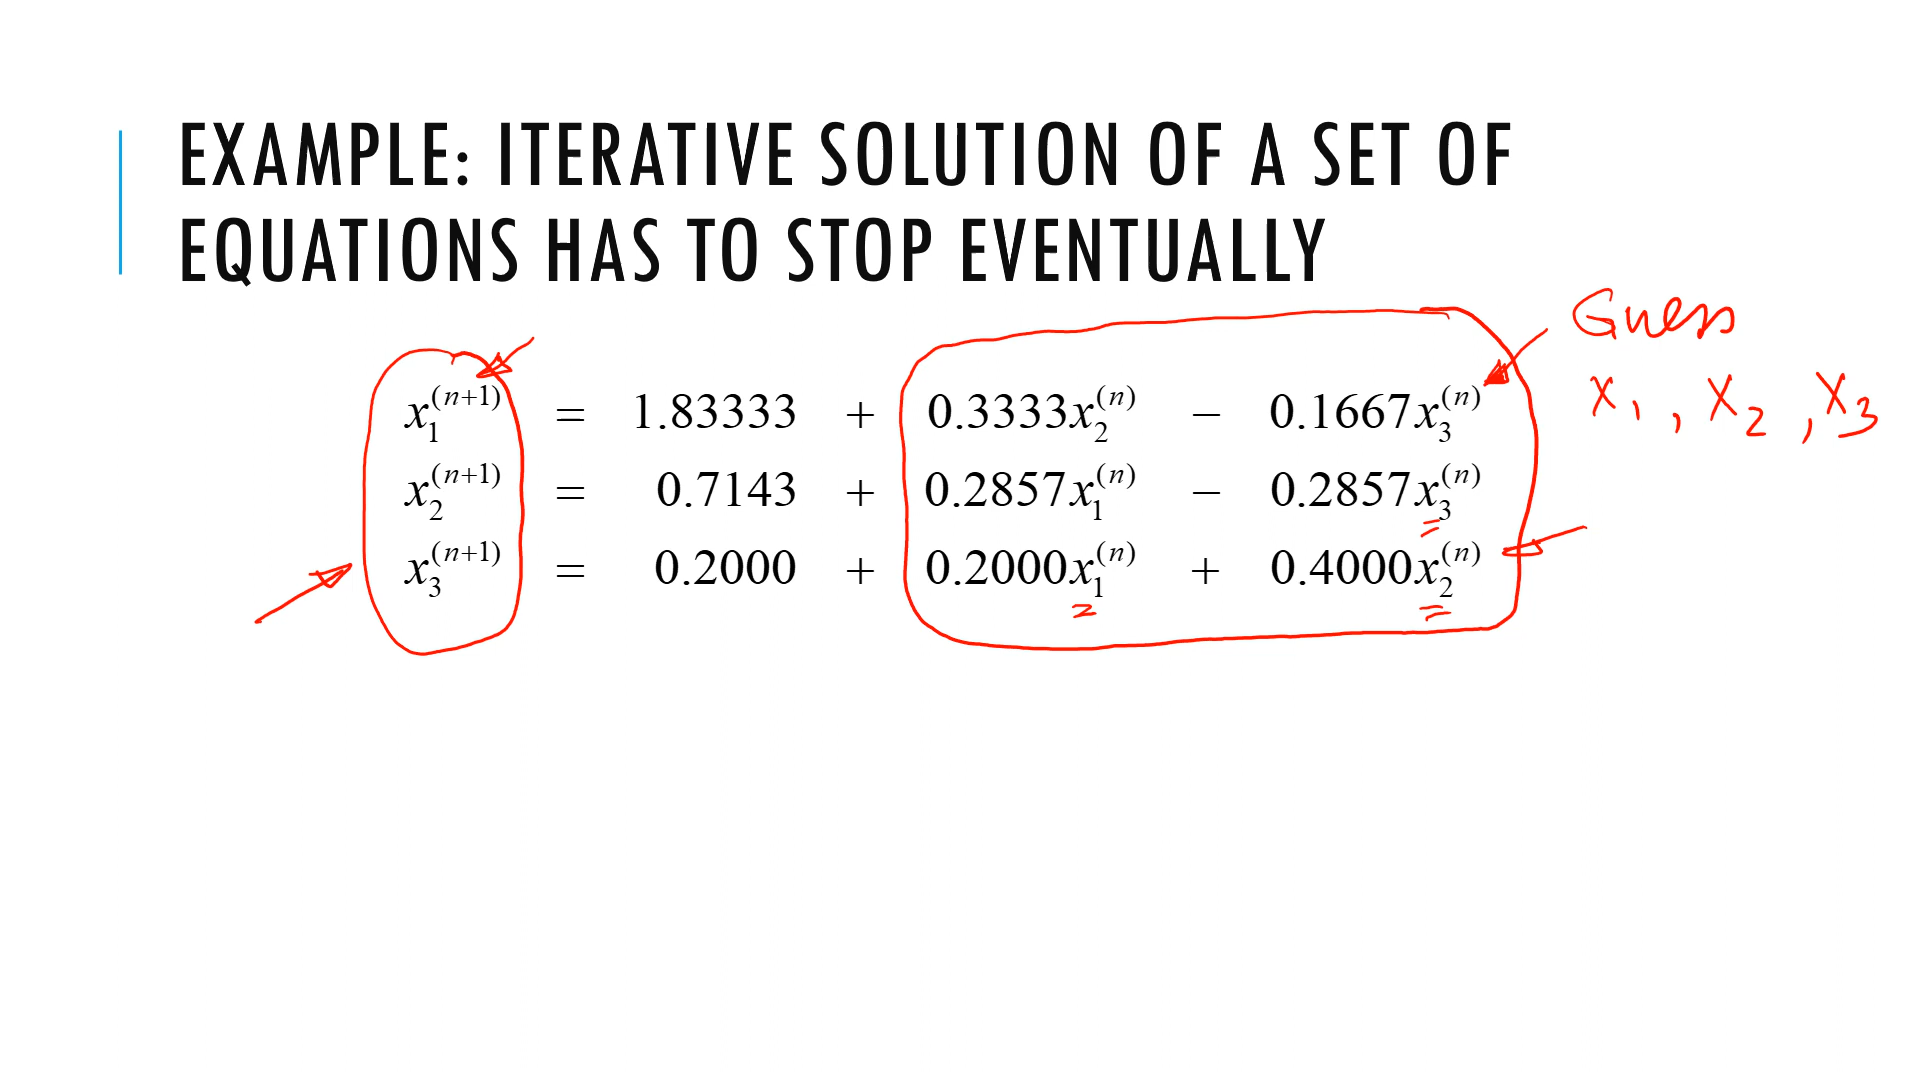 EXAMPLE: ITERATIVE SOLUTION OF A SET OF
EQUATIONS HAS TO STOP EVENTUALLY
Guess
x₁, x₂, x₃
x₁⁽ⁿ⁺¹⁾ = 1.83333 + 0.3333x₂⁽ⁿ⁾ − 0.1667x₃⁽ⁿ⁾
x₂⁽ⁿ⁺¹⁾ = 0.7143 + 0.2857x₁⁽ⁿ⁾ − 0.2857x₃⁽ⁿ⁾
x₃⁽ⁿ⁺¹⁾ = 0.2000 + 0.2000x₁⁽ⁿ⁾ + 0.4000x₂⁽ⁿ⁾